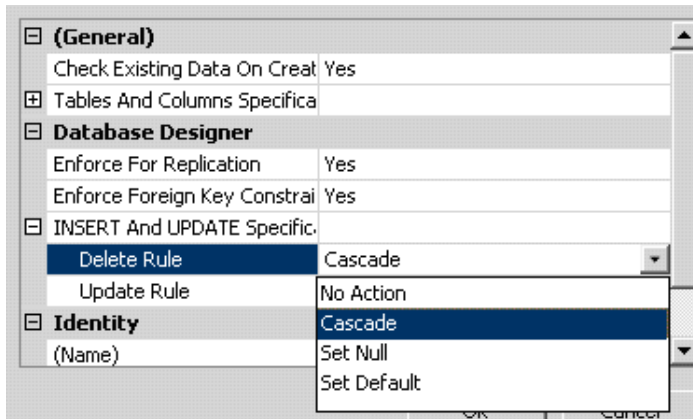 (General)
Check Existing Data On Creat Yes
Tables And Columns Specifica
Database Designer
Enforce For Replication Yes
Enforce Foreign Key Constrai Yes
INSERT And UPDATE Specific
Delete Rule Cascade
Update Rule No Action
Identity Cascade
(Name) Set Null
Set Default